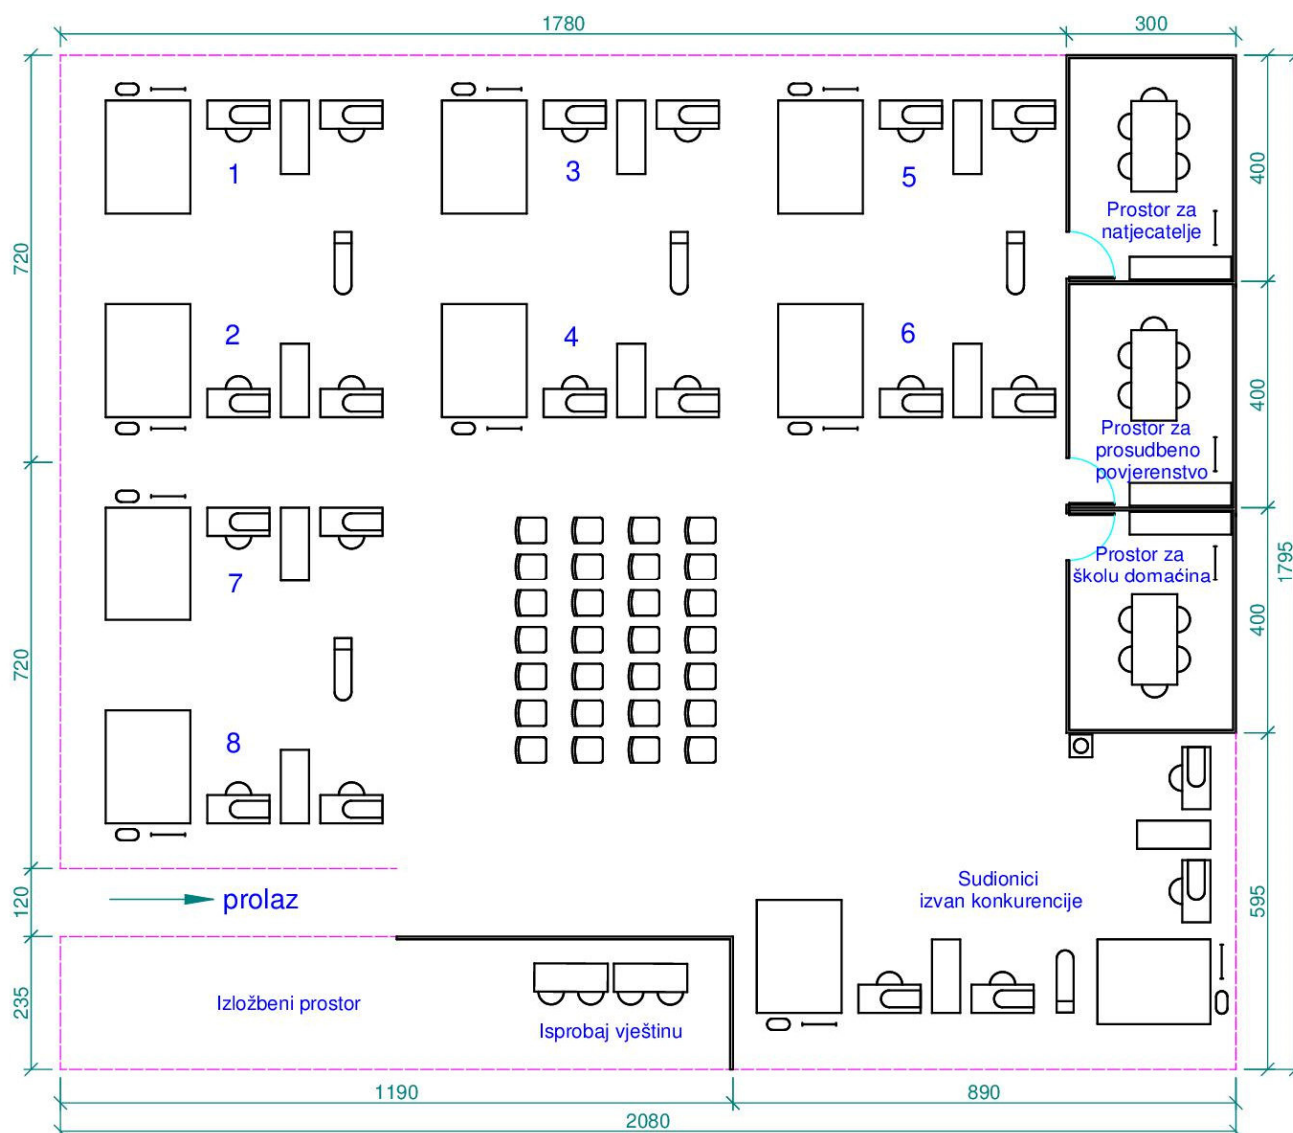 1780
300
1
3
5
400
Prostor za
natjecatelje
720
2
4
6
400
Prostor za
prosudbeno
povjerenstvo
7
Prostor za
školu domaćina
1795
400
720
8
Sudionici
izvan konkurencije
595
120
prolaz
235
Izložbeni prostor
Isprobaj vještinu
1190
890
2080